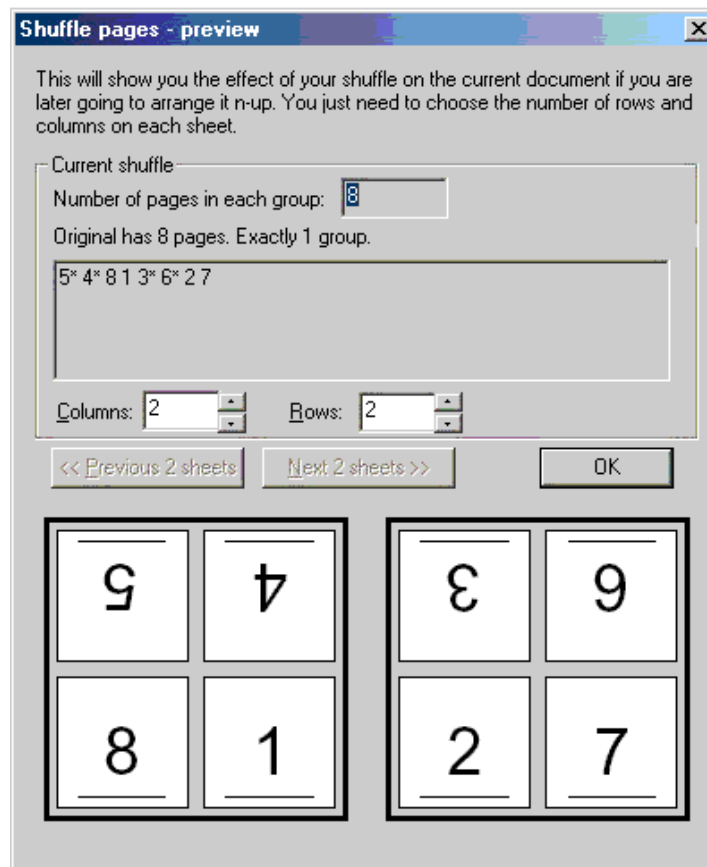 Shuffle pages - preview
This will show you the effect of your shuffle on the current document if you are
later going to arrange it n-up. You just need to choose the number of rows and
columns on each sheet.
Current shuffle
Number of pages in each group: 8
Original has 8 pages. Exactly 1 group.
5* 4* 8 1 3* 6* 2 7
Columns: 2 Rows: 2
<< Previous 2 sheets Next 2 sheets >> OK
5 4 3 6
8 1 2 7